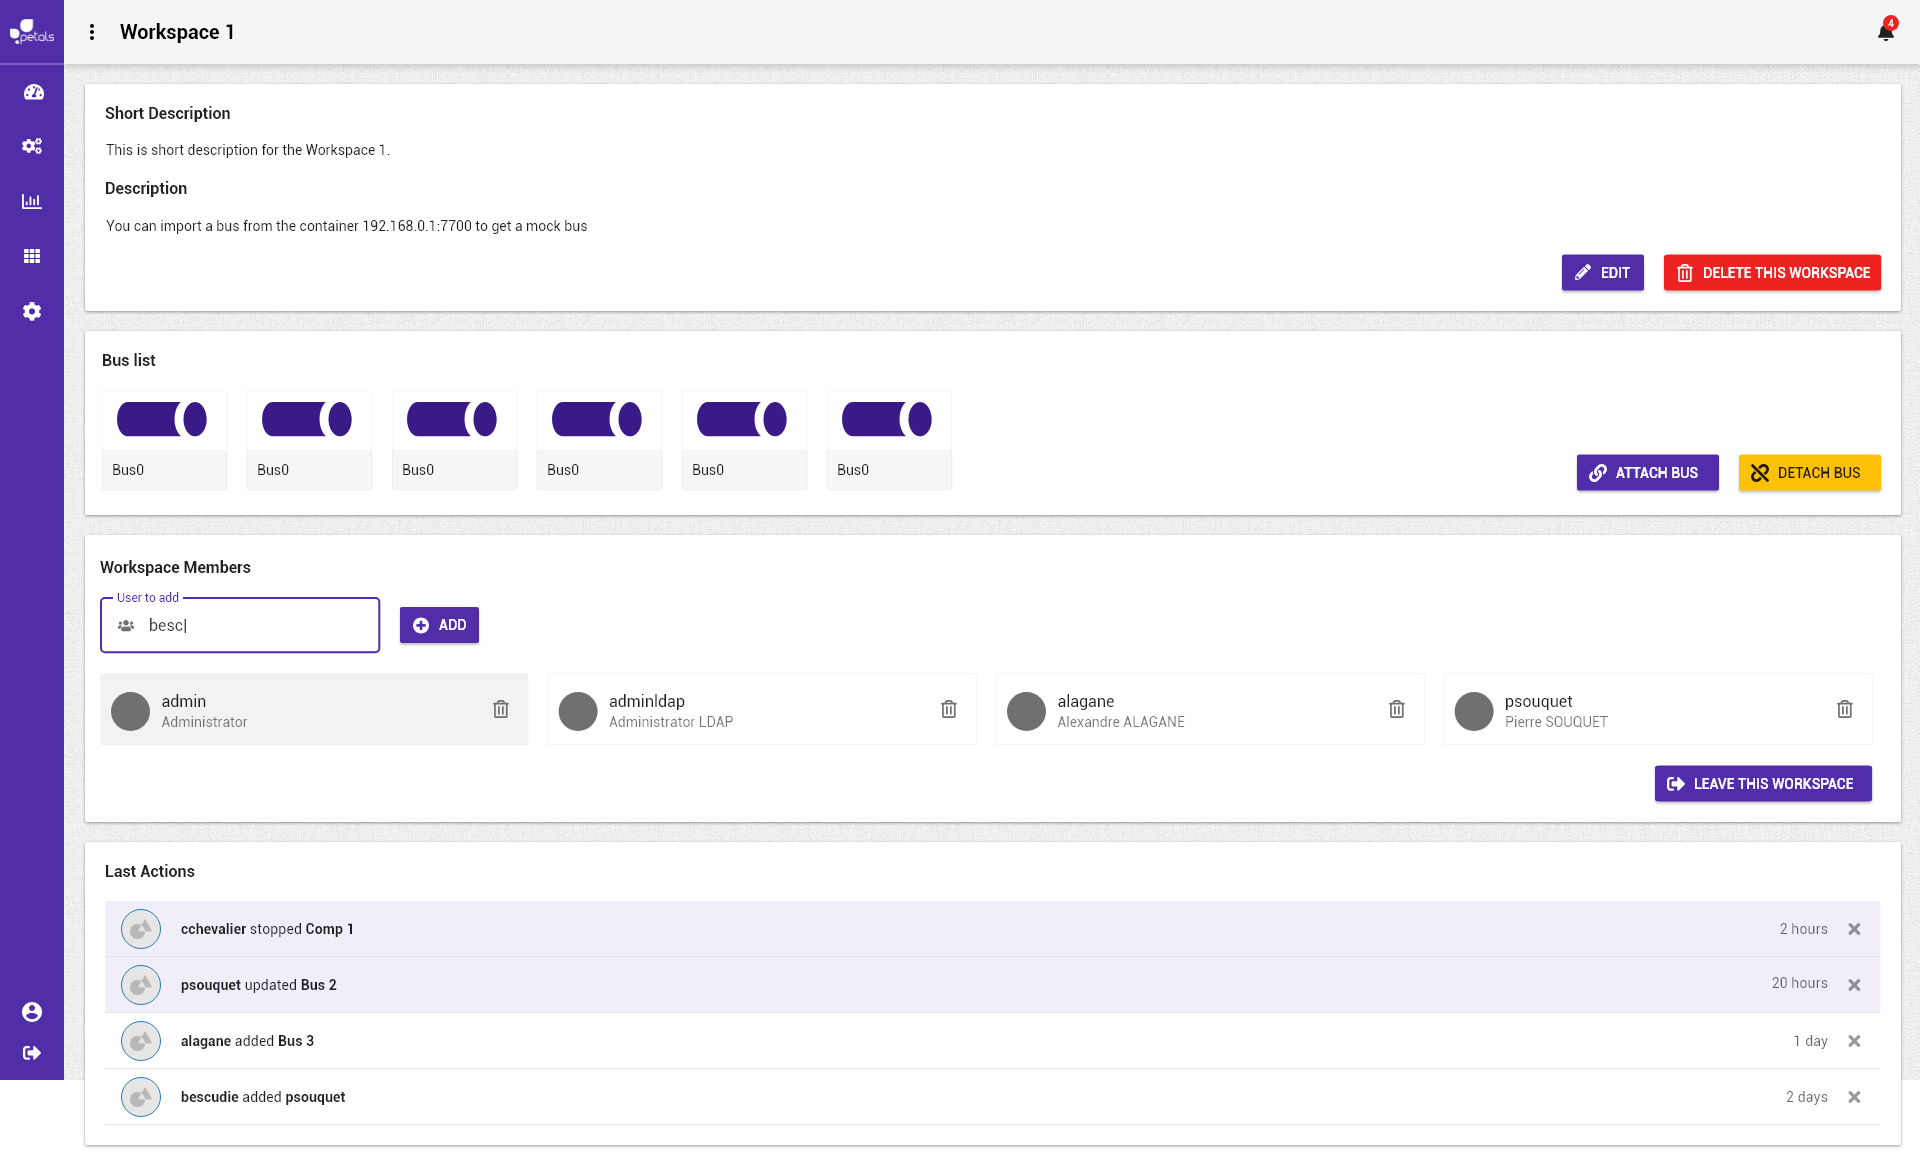 petals
Workspace 1
4
Short Description
This is short description for the Workspace 1.
Description
You can import a bus from the container 192.168.0.1:7700 to get a mock bus
EDIT
DELETE THIS WORKSPACE
Bus list
Bus0
Bus0
Bus0
Bus0
Bus0
Bus0
ATTACH BUS
DETACH BUS
Workspace Members
User to add
besc
ADD
admin
Administrator
adminldap
Administrator LDAP
alagane
Alexandre ALAGANE
psouquet
Pierre SOUQUET
LEAVE THIS WORKSPACE
Last Actions
cchevalier stopped Comp 1 2 hours
psouquet updated Bus 2 20 hours
alagane added Bus 3 1 day
bescudie added psouquet 2 days